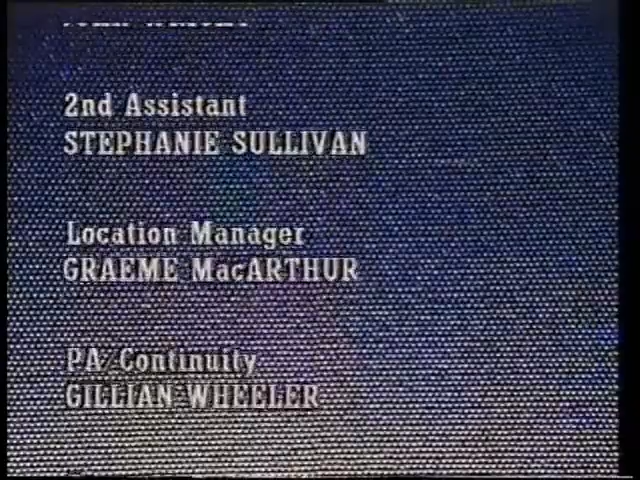 2nd Assistant
STEPHANIE SULLIVAN
Location Manager
GRAEME MacARTHUR
PA/Continuity
GILLIAN WHEELER